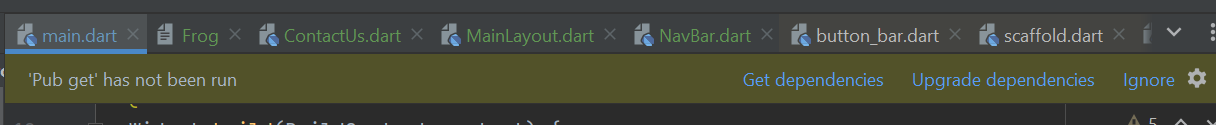 main.dart Frog ContactUs.dart MainLayout.dart NavBar.dart button_bar.dart scaffold.dart
'Pub get' has not been run Get dependencies Upgrade dependencies Ignore
5